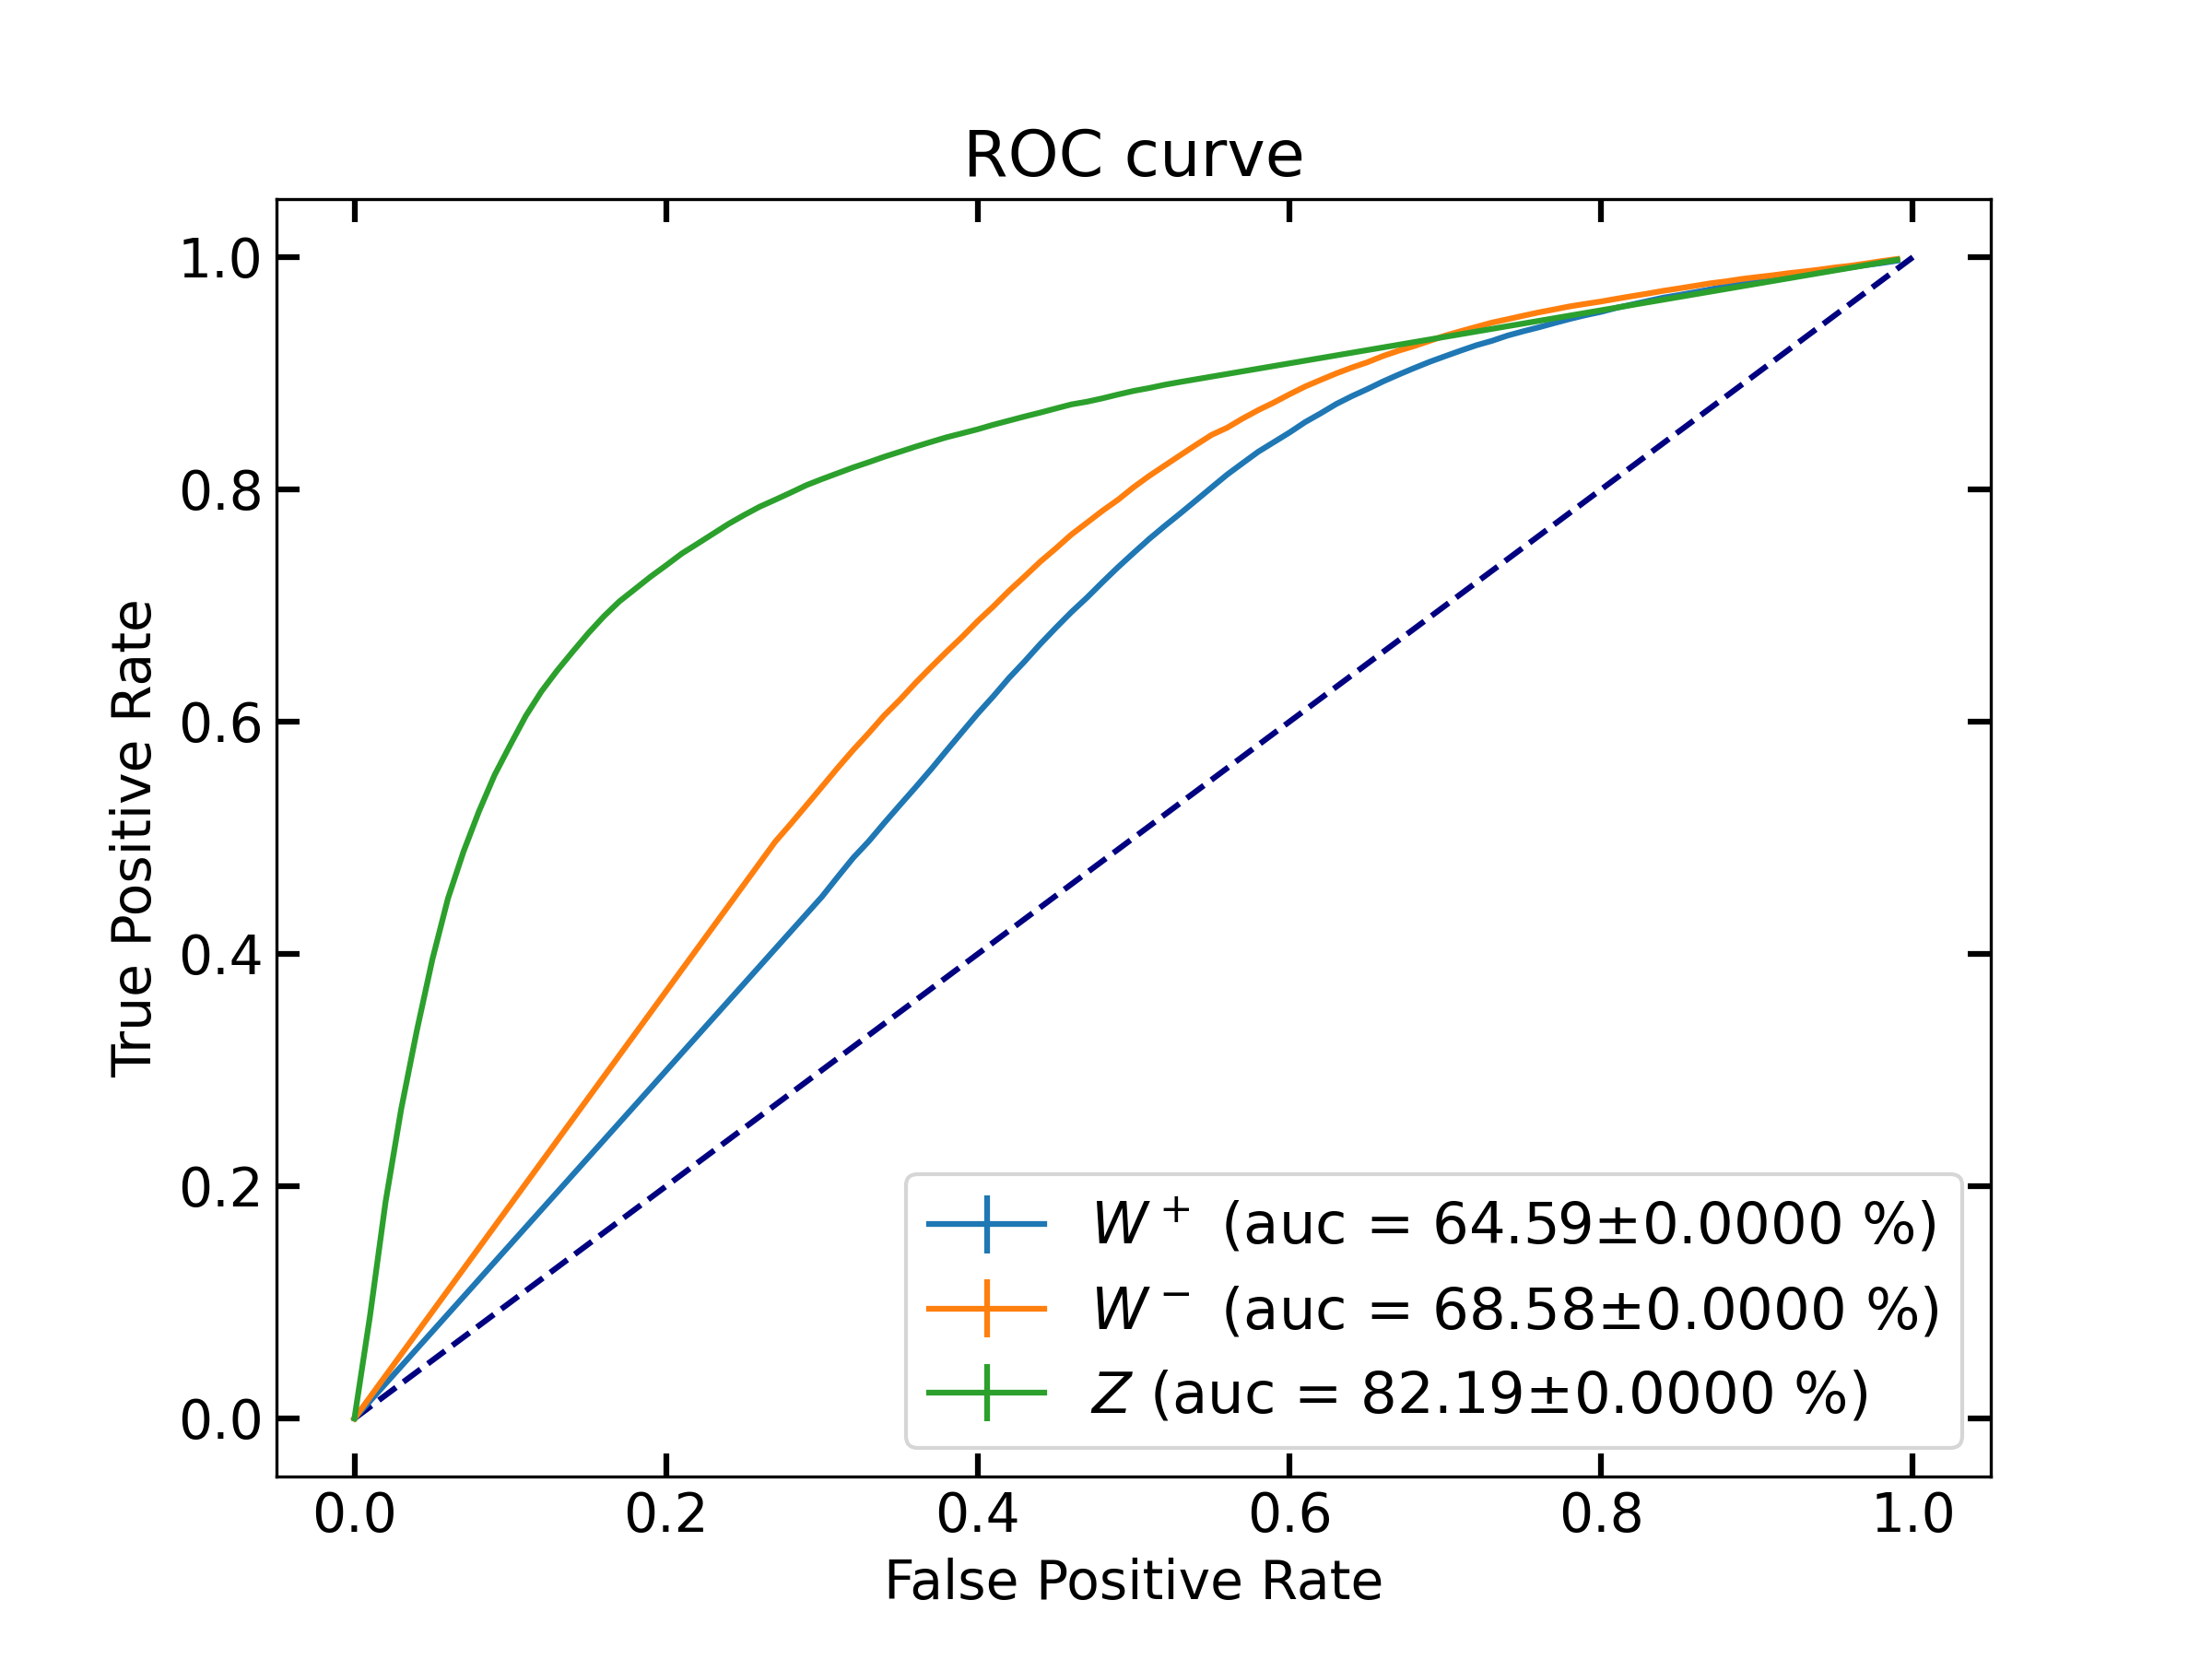 ROC curve
True Positive Rate
1.0
0.8
0.6
0.4
0.2
0.0
W⁺ (auc = 64.59±0.0000 %)
W⁻ (auc = 68.58±0.0000 %)
Z (auc = 82.19±0.0000 %)
0.0 0.2 0.4 0.6 0.8 1.0
False Positive Rate